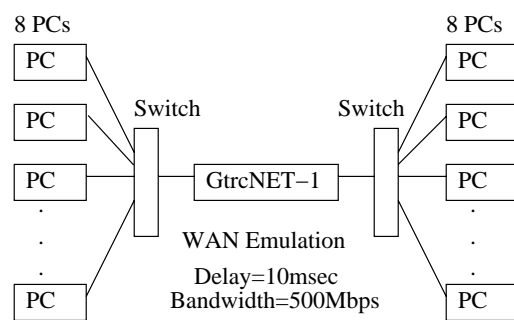 8 PCs
8 PCs
PC
PC
PC
PC
Switch
Switch
PC
GtrcNET−1
PC
WAN Emulation
Delay=10msec
Bandwidth=500Mbps
PC
PC